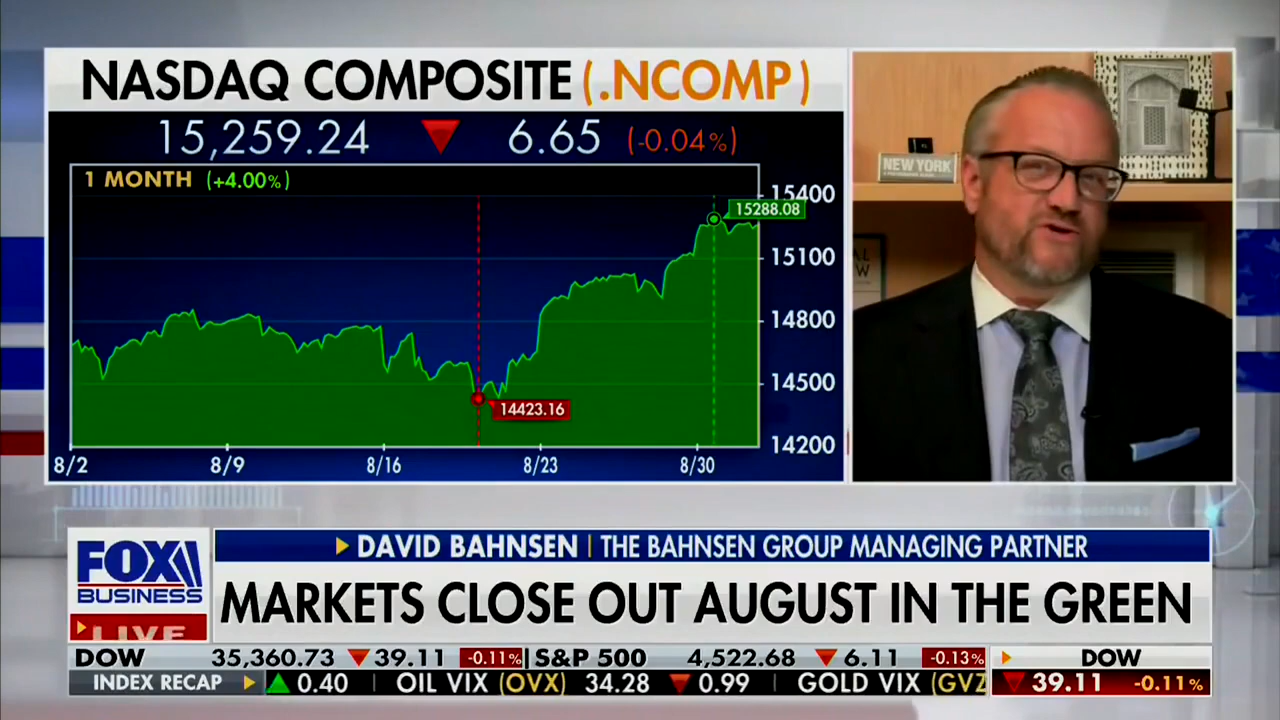 NASDAQ COMPOSITE (.NCOMP)
15,259.24 ▼ 6.65 (-0.04%)
1 MONTH (+4.00%)
15400
15288.08
15100
14800
14500
14423.16
14200
8/2 8/9 8/16 8/23 8/30
NEW YORK
DAVID BAHNSEN | THE BAHNSEN GROUP MANAGING PARTNER
FOX BUSINESS
LIVE
MARKETS CLOSE OUT AUGUST IN THE GREEN
DOW 35,360.73 ▼ 39.11 -0.11% | S&P 500 4,522.68 ▼ 6.11 -0.13%
DOW
INDEX RECAP ▲ 0.40 | OIL VIX (OVX) 34.28 ▼ 0.99 | GOLD VIX (GVZ
▼ 39.11 -0.11%